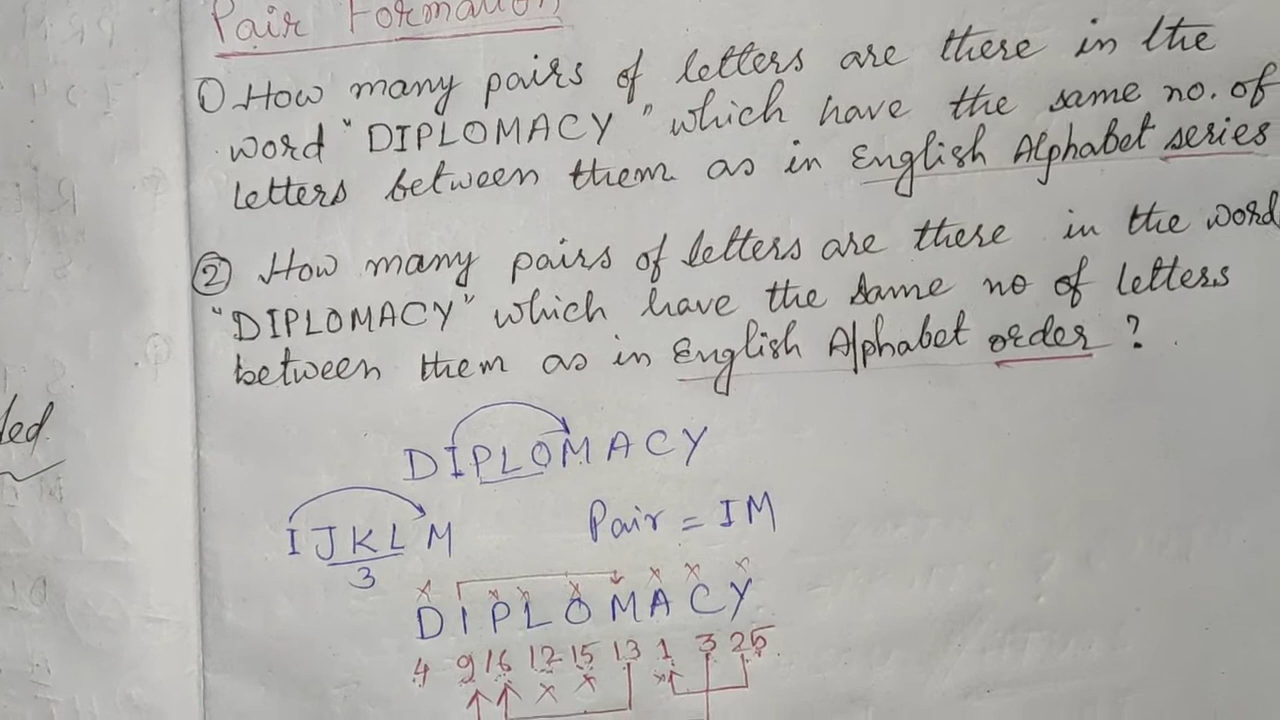 Pair Formation
① How many pairs of letters are there in the
word "DIPLOMACY" which have the same no. of
letters between them as in English Alphabet series
② How many pairs of letters are there in the word
"DIPLOMACY" which have the same no of letters
between them as in English Alphabet order ?
ded
DIPLOMACY
IJKLM Pair = IM
3
DIPLOMACY
4 9 16 12 15 13 1 3 25